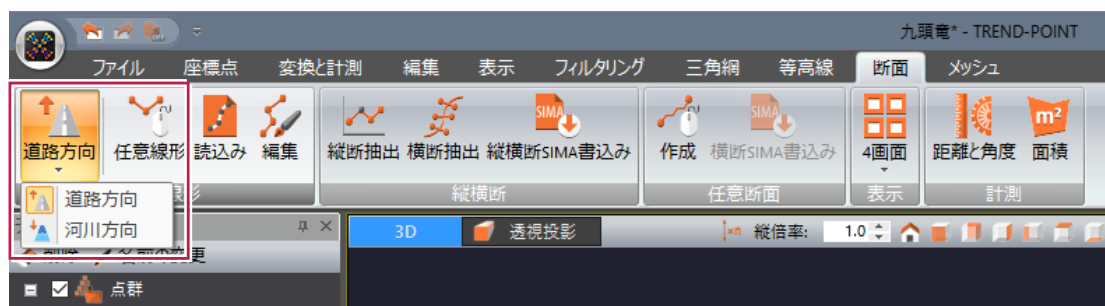 九頭竜* - TREND-POINT
ファイル 座標点 変換と計測 編集 表示 フィルタリング 三角網 等高線 断面 メッシュ
SIMA SIMA m²
道路方向 任意線形 読込み 編集 縦断抽出 横断抽出 縦横断SIMA書込み 作成 横断SIMA書込み 4画面 距離と角度 面積
縦横断 任意断面 表示 計測
道路方向
河川方向
3D 透視投影 縦倍率: 1.0
点群